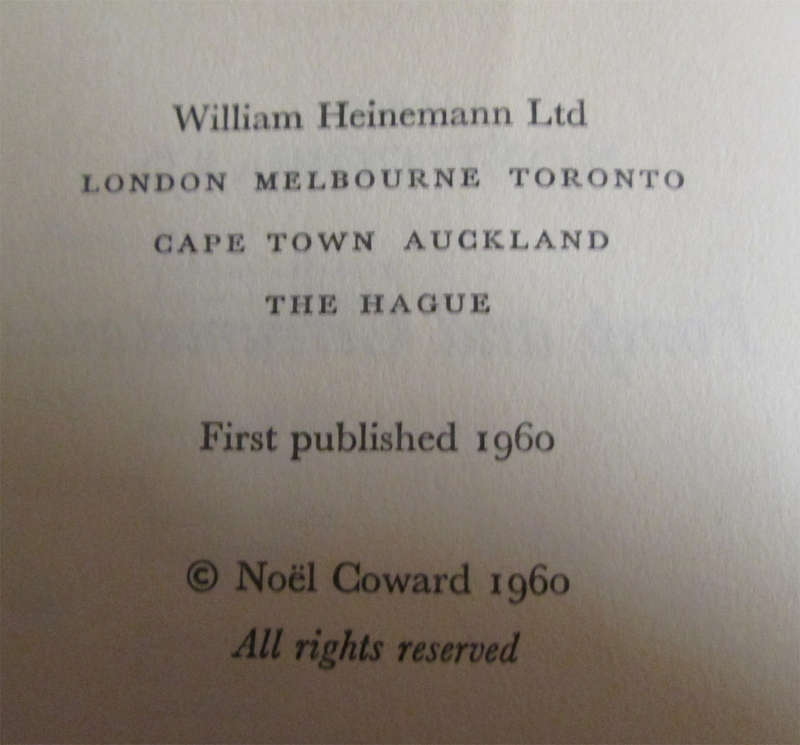 William Heinemann Ltd
LONDON MELBOURNE TORONTO
CAPE TOWN AUCKLAND
THE HAGUE
First published 1960
© Noël Coward 1960
All rights reserved